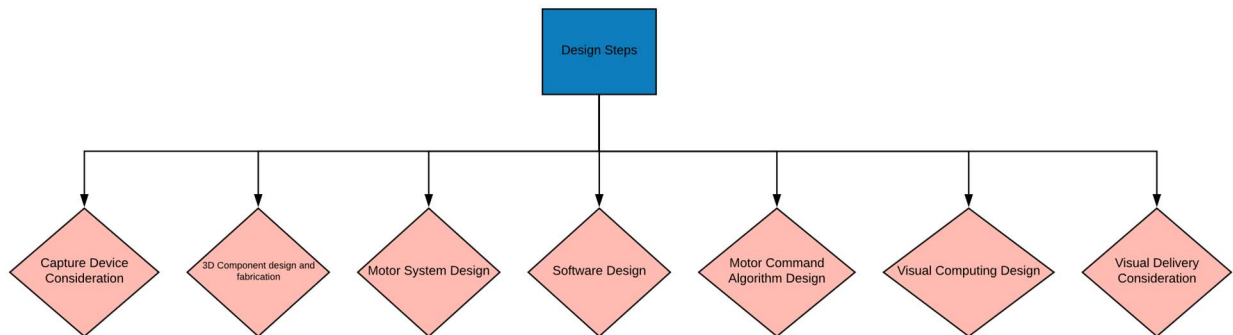 Design Steps
Capture Device
Consideration
3D Component design and
fabrication
Motor System Design
Software Design
Motor Command
Algorithm Design
Visual Computing Design
Visual Delivery
Consideration